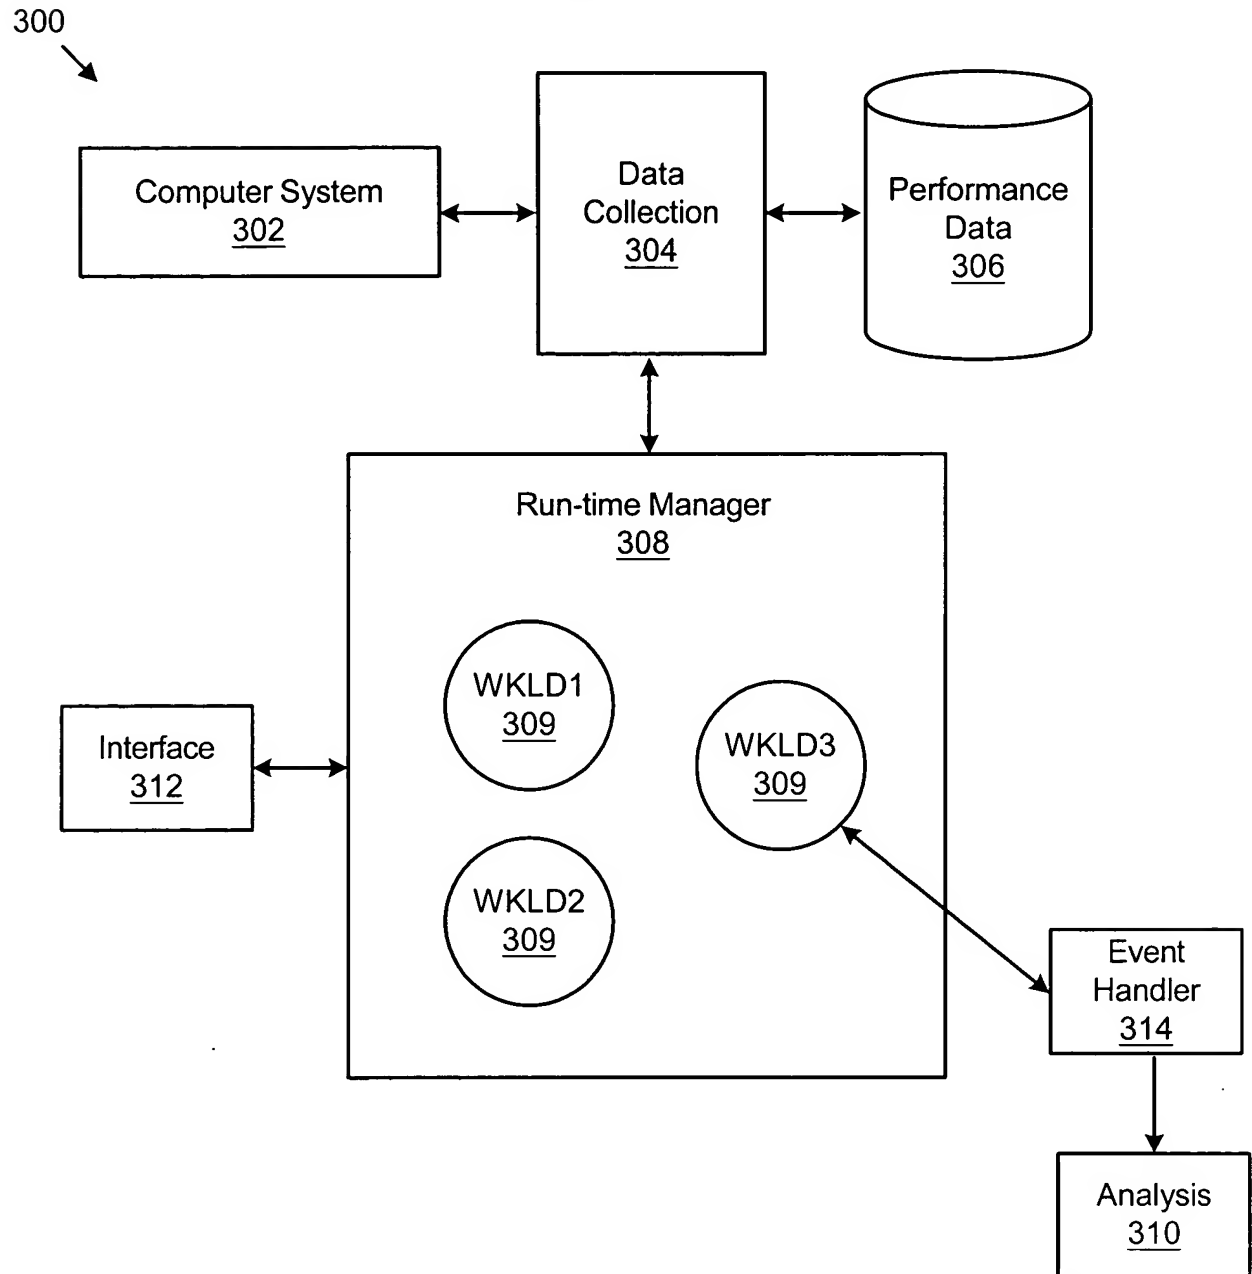 300
Computer System
302
Data
Collection
304
Performance
Data
306
Run-time Manager
308
WKLD1
309
WKLD3
309
Interface
312
WKLD2
309
Event
Handler
314
Analysis
310